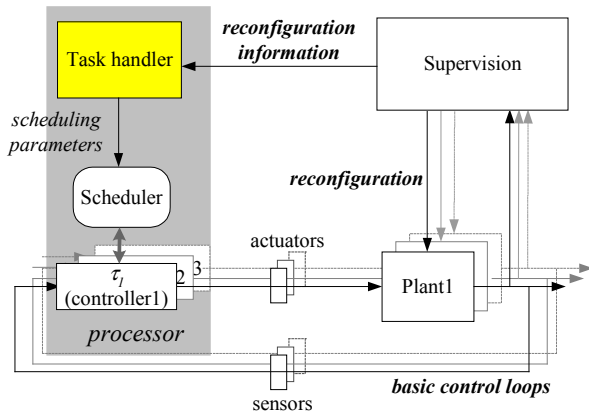 reconfiguration
information
Task handler
Supervision
scheduling
parameters
Scheduler
reconfiguration
actuators
τ1
(controller1)
2
3
Plant1
processor
basic control loops
sensors